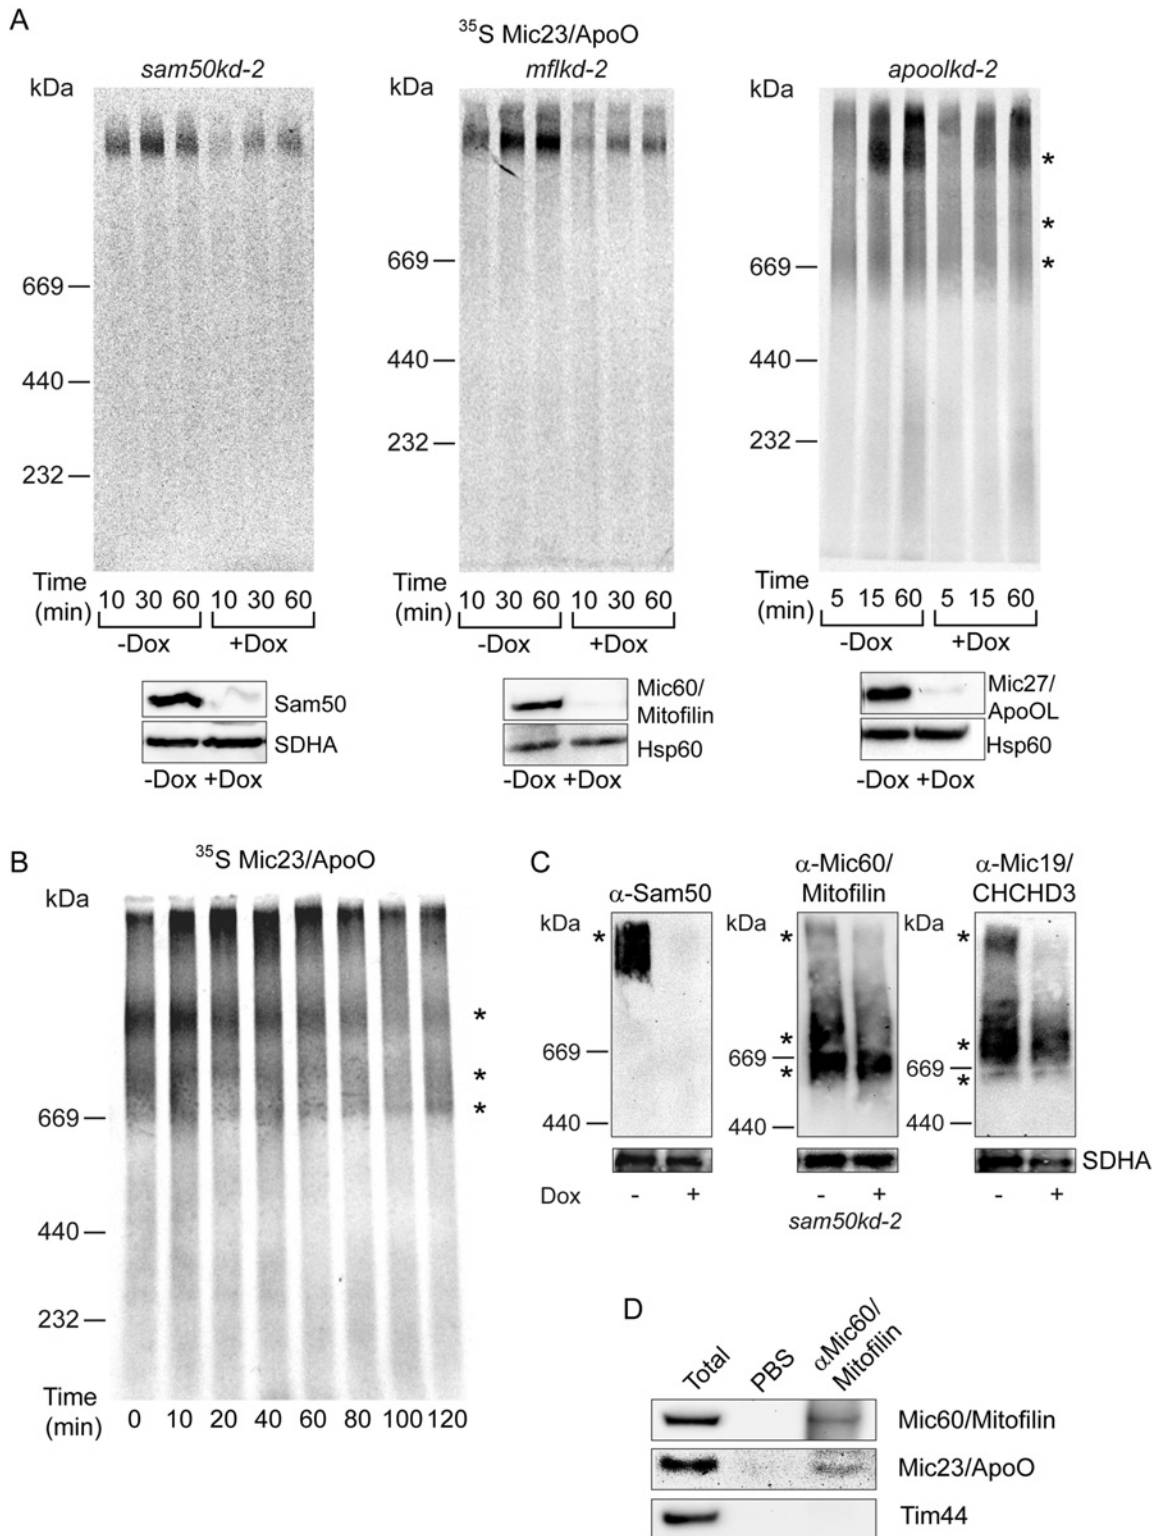 A
³⁵S Mic23/ApoO
sam50kd-2
mflkd-2
apoolkd-2
kDa
kDa
kDa
669
440
232
669
440
232
669
440
232
*
*
*
Time (min)
10 30 60 10 30 60
-Dox +Dox
Time (min)
10 30 60 10 30 60
-Dox +Dox
Time (min)
5 15 60 5 15 60
-Dox +Dox
Sam50
SDHA
-Dox +Dox
Mic60/
Mitofilin
Hsp60
-Dox +Dox
Mic27/
ApoOL
Hsp60
-Dox +Dox
B
³⁵S Mic23/ApoO
kDa
669
440
232
*
*
*
Time
(min)
0 10 20 40 60 80 100 120
C
α-Sam50
α-Mic60/
Mitofilin
α-Mic19/
CHCHD3
kDa
*
669
440
kDa
*
*
669
*
440
kDa
*
*
669
*
440
SDHA
Dox - + - + - +
sam50kd-2
D
Total
PBS
αMic60/
Mitofilin
Mic60/Mitofilin
Mic23/ApoO
Tim44